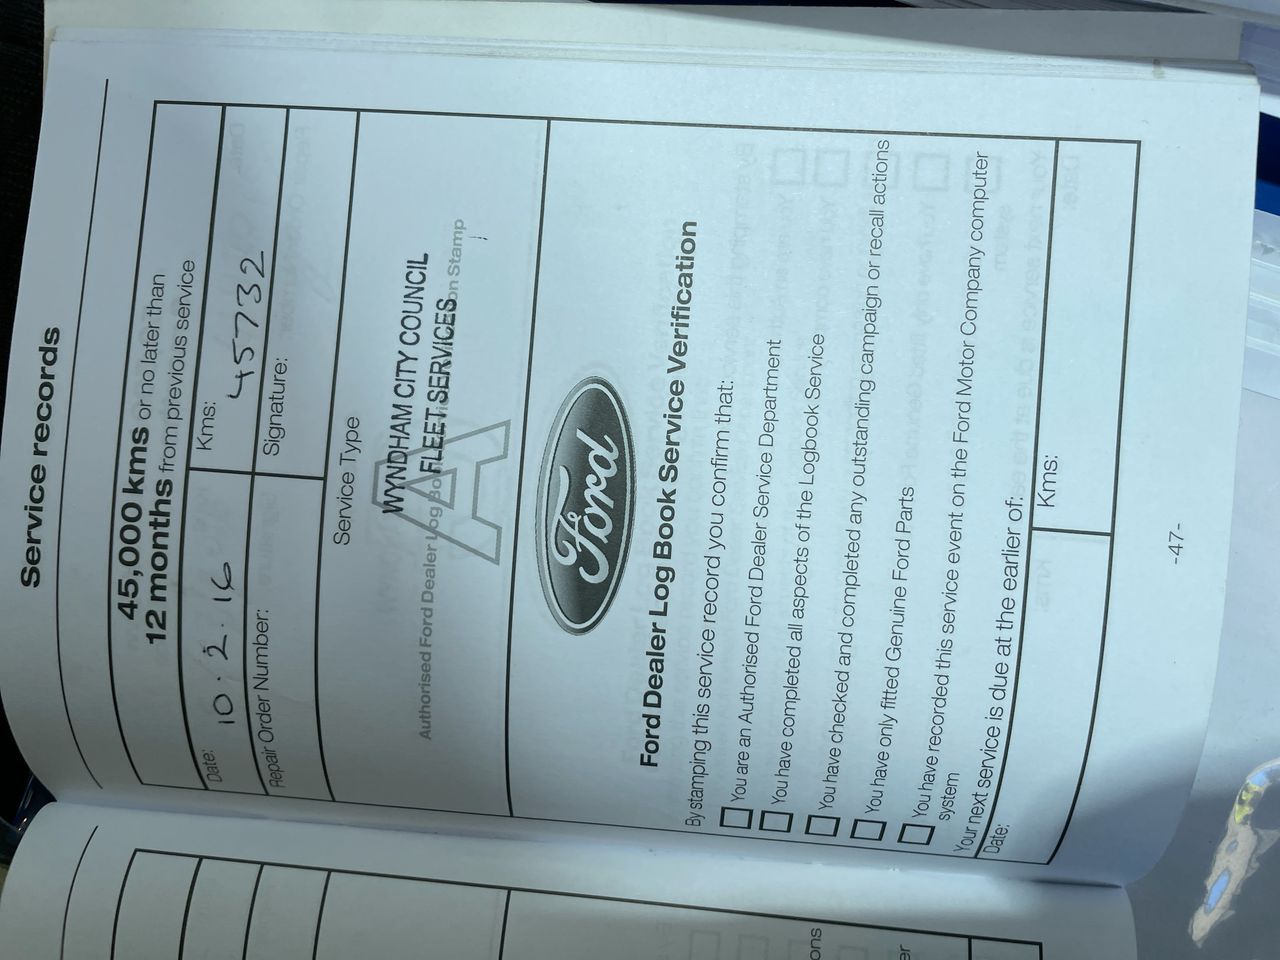 Service records
45,000 kms or no later than
12 months from previous service
Date: 10.2.16 Kms: 45732
Repair Order Number: Signature:
Service Type
WYNDHAM CITY COUNCIL
FLEET SERVICES
Authorised Ford Dealer Log Bo on Stamp
Ford
Ford Dealer Log Book Service Verification
By stamping this service record you confirm that:
You are an Authorised Ford Dealer Service Department
You have completed all aspects of the Logbook Service
You have checked and completed any outstanding campaign or recall actions
You have only fitted Genuine Ford Parts
You have recorded this service event on the Ford Motor Company computer
system
Your next service is due at the earlier of:
Date: Kms:
-47-
ons
er